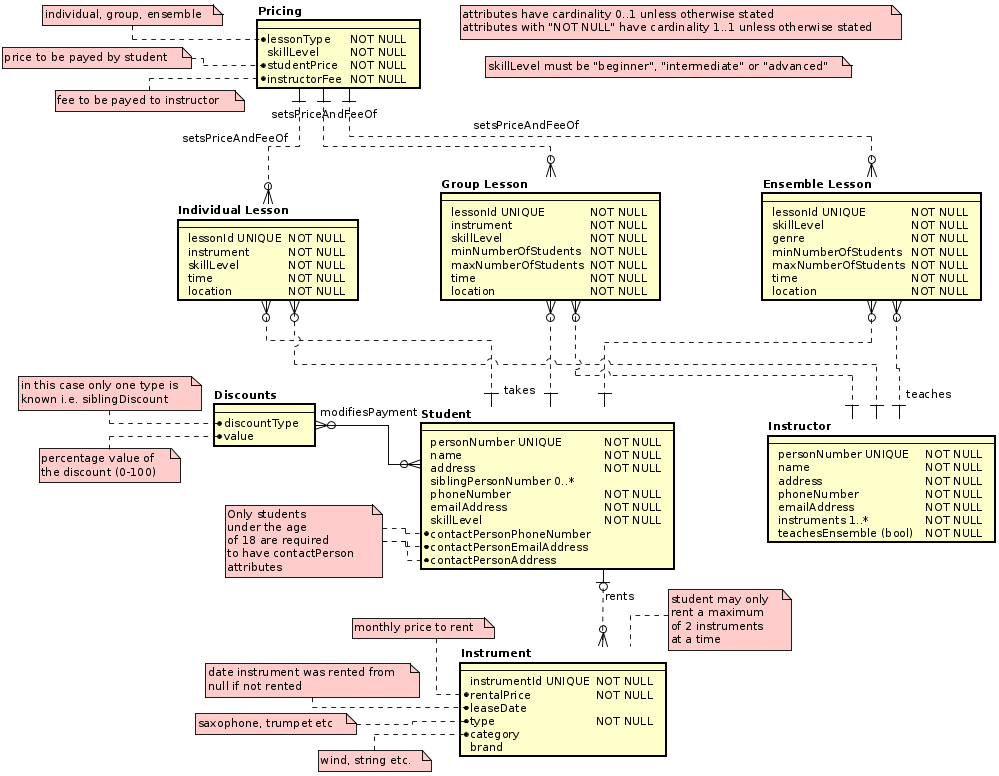 individual, group, ensemble
Pricing
attributes have cardinality 0..1 unless otherwise stated
attributes with "NOT NULL" have cardinality 1..1 unless otherwise stated
lessonType NOT NULL
skillLevel NOT NULL
studentPrice NOT NULL
instructorFee NOT NULL
price to be payed by student
fee to be payed to instructor
skillLevel must be "beginner", "intermediate" or "advanced"
setsPriceAndFeeOf
setsPriceAndFeeOf
setsPriceAndFeeOf
Individual Lesson
lessonId UNIQUE NOT NULL
instrument NOT NULL
skillLevel NOT NULL
time NOT NULL
location NOT NULL
Group Lesson
lessonId UNIQUE NOT NULL
instrument NOT NULL
skillLevel NOT NULL
minNumberOfStudents NOT NULL
maxNumberOfStudents NOT NULL
time NOT NULL
location NOT NULL
Ensemble Lesson
lessonId UNIQUE NOT NULL
skillLevel NOT NULL
genre NOT NULL
minNumberOfStudents NOT NULL
maxNumberOfStudents NOT NULL
time NOT NULL
location NOT NULL
takes
teaches
in this case only one type is
known i.e. siblingDiscount
Discounts
discountType
value
percentage value of
the discount (0-100)
modifiesPayment
Student
personNumber UNIQUE NOT NULL
name NOT NULL
address NOT NULL
siblingPersonNumber 0..*
phoneNumber NOT NULL
emailAddress NOT NULL
skillLevel NOT NULL
contactPersonPhoneNumber
contactPersonEmailAddress
contactPersonAddress
Instructor
personNumber UNIQUE NOT NULL
name NOT NULL
address NOT NULL
phoneNumber NOT NULL
emailAddress NOT NULL
instruments 1..* NOT NULL
teachesEnsemble (bool) NOT NULL
Only students
under the age
of 18 are required
to have contactPerson
attributes
rents
student may only
rent a maximum
of 2 instruments
at a time
monthly price to rent
date instrument was rented from
null if not rented
saxophone, trumpet etc
wind, string etc.
Instrument
instrumentId UNIQUE NOT NULL
rentalPrice NOT NULL
leaseDate
type NOT NULL
category
brand